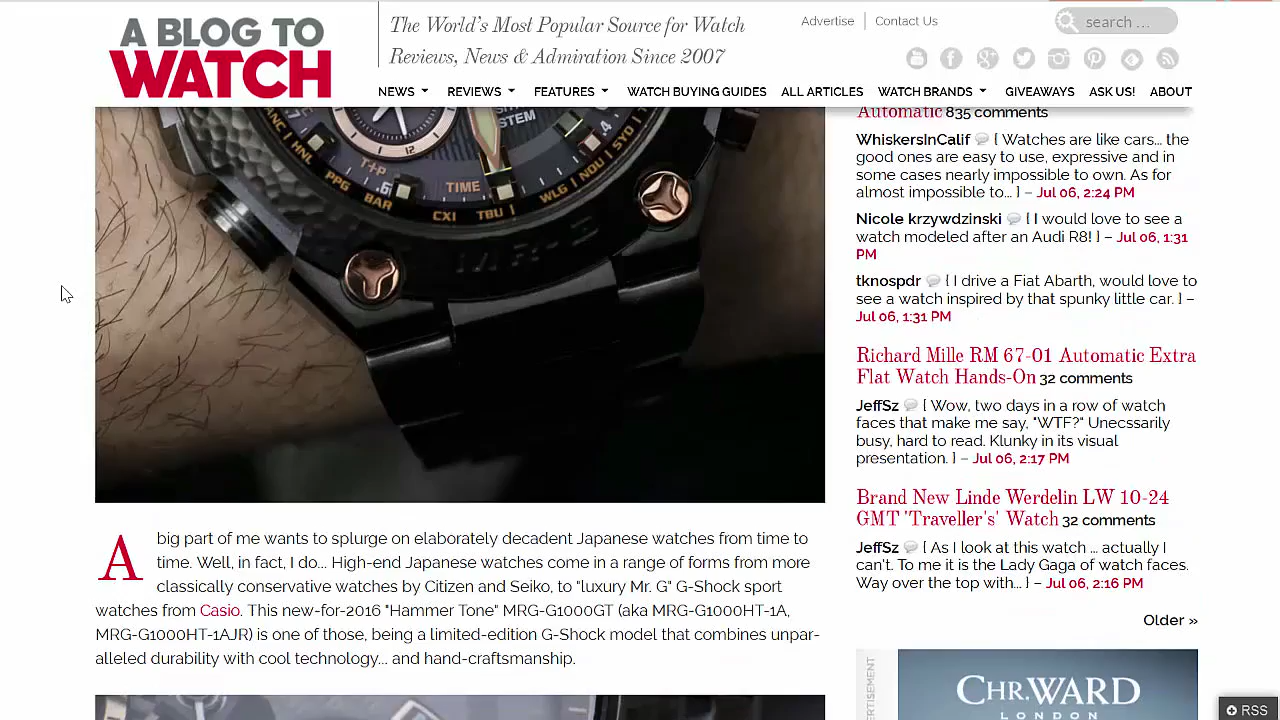 A BLOG TO
WATCH
The World's Most Popular Source for Watch
Reviews, News & Admiration Since 2007
Advertise
Contact Us
search ...
NEWS
REVIEWS
FEATURES
WATCH BUYING GUIDES
ALL ARTICLES
WATCH BRANDS
GIVEAWAYS
ASK US!
ABOUT
SYSTEM
ANC
HNL
PPG
BAR
CXI
TBU
WLG
NOU
SYD
T+P
12
TIME
MR-G
A big part of me wants to splurge on elaborately decadent Japanese watches from time to
time. Well, in fact, I do... High-end Japanese watches come in a range of forms from more
classically conservative watches by Citizen and Seiko, to "luxury Mr. G" G-Shock sport
watches from Casio. This new-for-2016 "Hammer Tone" MRG-G1000GT (aka MRG-G1000HT-1A,
MRG-G1000HT-1AJR) is one of those, being a limited-edition G-Shock model that combines unpar-
alleled durability with cool technology... and hand-craftsmanship.
Automatic 835 comments
WhiskersInCalif { Watches are like cars... the
good ones are easy to use, expressive and in
some cases nearly impossible to own. As for
almost impossible to... } – Jul 06, 2:24 PM
Nicole krzywdzinski { I would love to see a
watch modeled after an Audi R8! } – Jul 06, 1:31
PM
tknospdr { I drive a Fiat Abarth, would love to
see a watch inspired by that spunky little car. } –
Jul 06, 1:31 PM
Richard Mille RM 67-01 Automatic Extra
Flat Watch Hands-On 32 comments
JeffSz { Wow, two days in a row of watch
faces that make me say, "WTF?" Unecssarily
busy, hard to read. Klunky in its visual
presentation. } – Jul 06, 2:17 PM
Brand New Linde Werdelin LW 10-24
GMT 'Traveller's' Watch 32 comments
JeffSz { As I look at this watch ... actually I
can't. To me it is the Lady Gaga of watch faces.
Way over the top with... } – Jul 06, 2:16 PM
Older »
CHR.WARD
LONDON
RSS